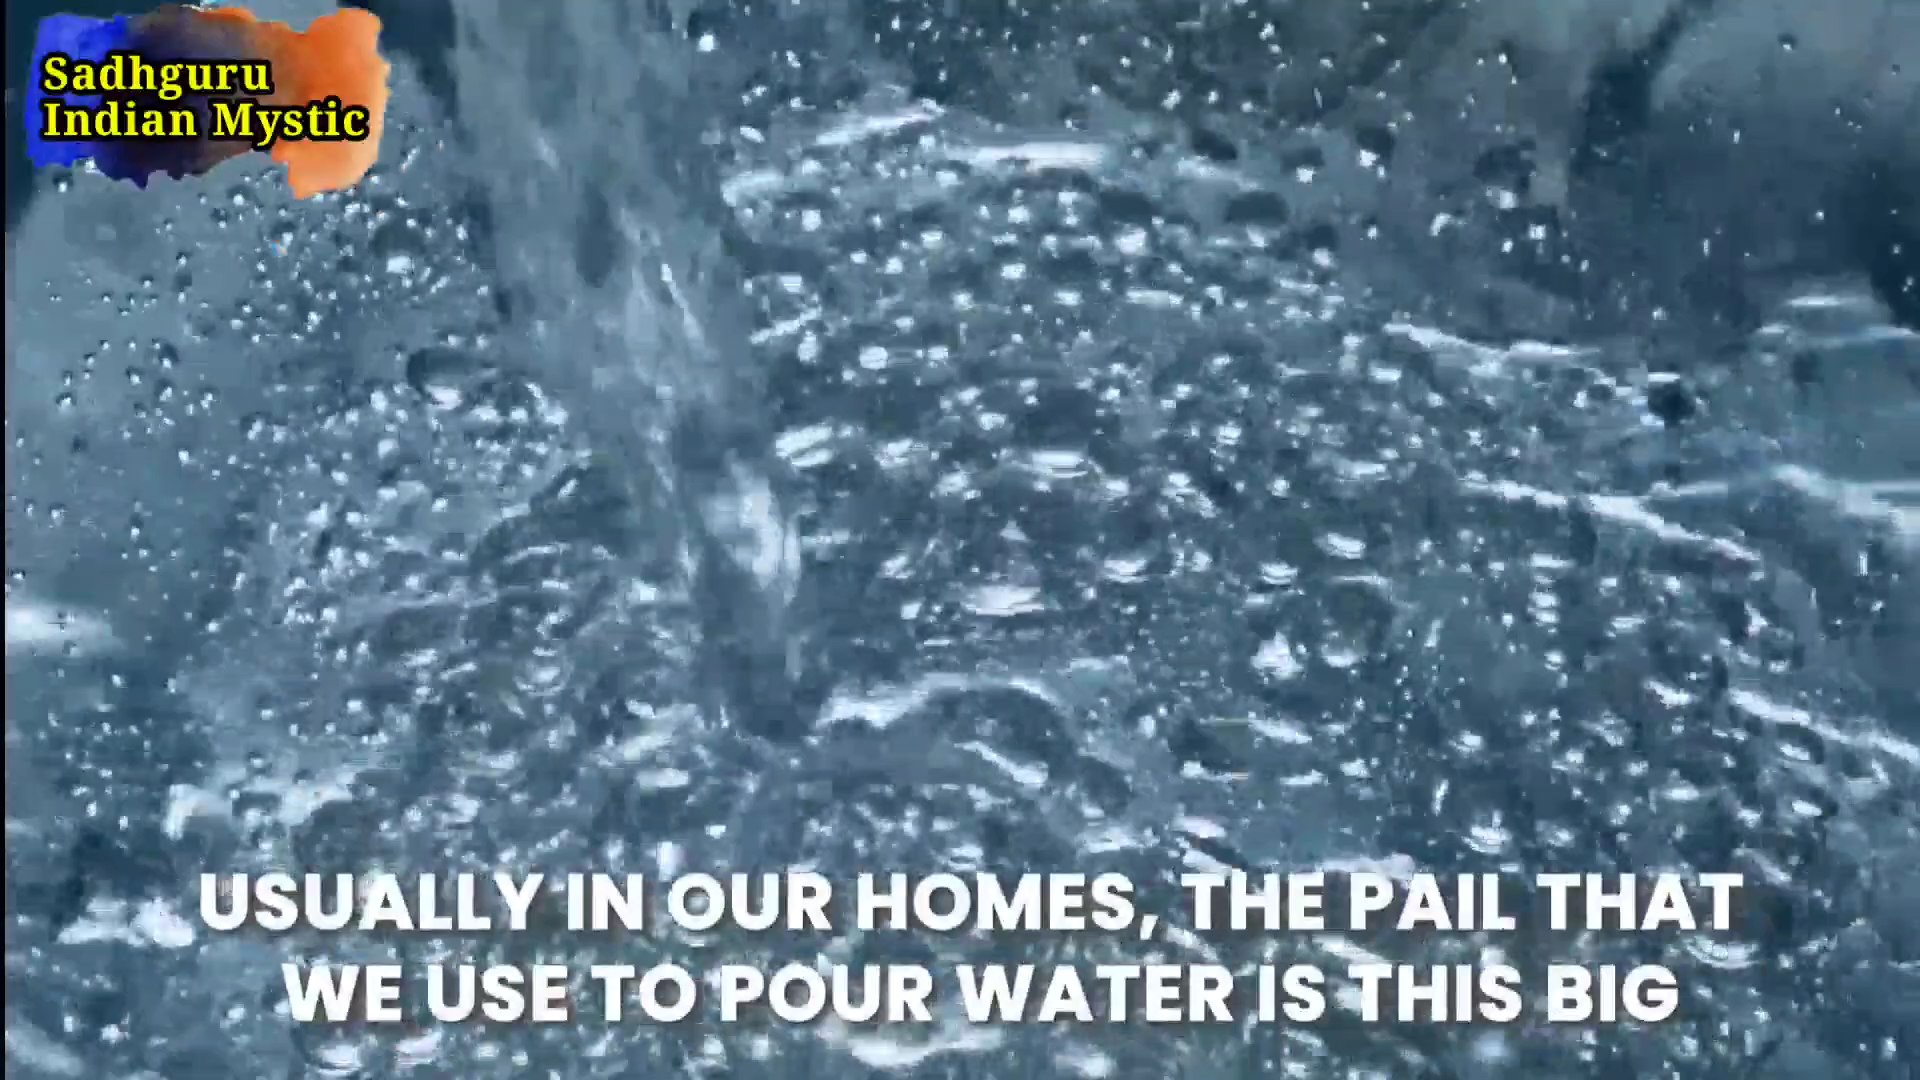 Sadhguru
Indian Mystic
USUALLY IN OUR HOMES, THE PAIL THAT
WE USE TO POUR WATER IS THIS BIG